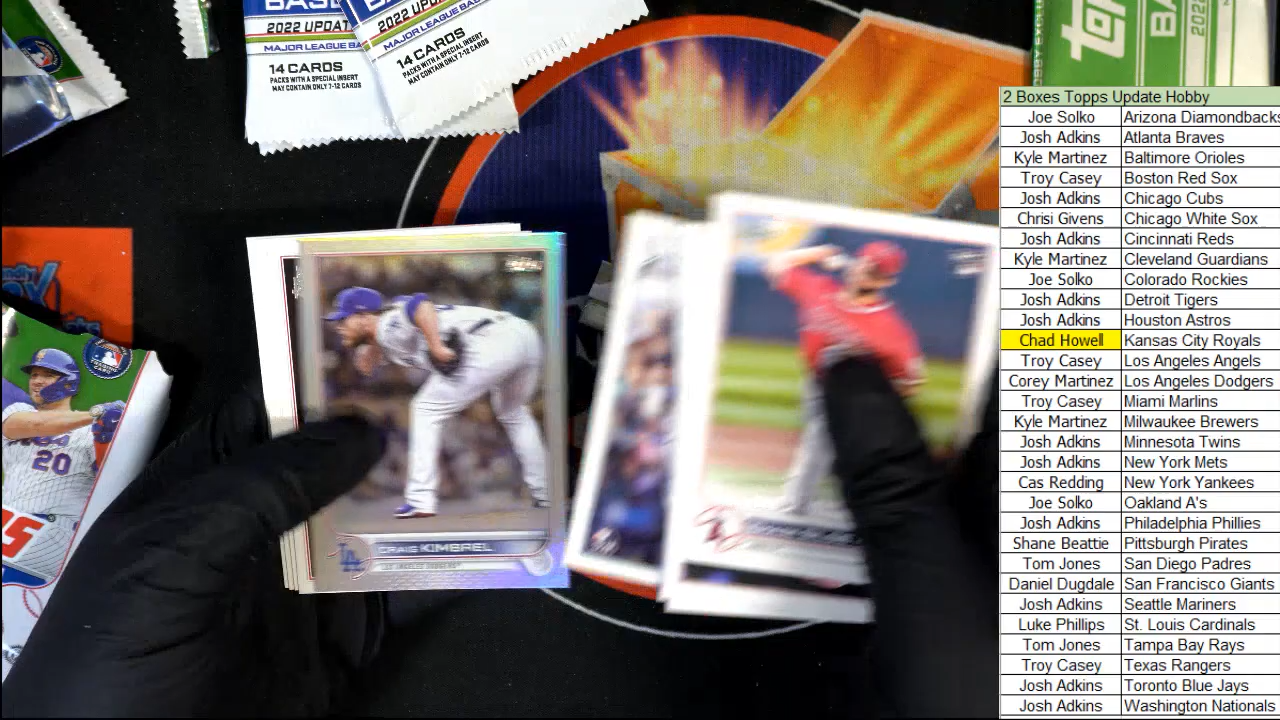 BASE
2022 UPDAT
MAJOR LEAGUE BA
14 CARDS
PACKS WITH A SPECIAL INSERT
MAY CONTAIN ONLY 7-12 CARDS
2022 UPDATE
MAJOR LEAGUE BA
14 CARDS
PACKS WITH A SPECIAL INSERT
MAY CONTAIN ONLY 7-12 CARDS
20
CRAIG KIMBREL
LOS ANGELES DODGERS
LA
2 Boxes Topps Update Hobby
Joe Solko Arizona Diamondbacks
Josh Adkins Atlanta Braves
Kyle Martinez Baltimore Orioles
Troy Casey Boston Red Sox
Josh Adkins Chicago Cubs
Chrisi Givens Chicago White Sox
Josh Adkins Cincinnati Reds
Kyle Martinez Cleveland Guardians
Joe Solko Colorado Rockies
Josh Adkins Detroit Tigers
Josh Adkins Houston Astros
Chad Howell Kansas City Royals
Troy Casey Los Angeles Angels
Corey Martinez Los Angeles Dodgers
Troy Casey Miami Marlins
Kyle Martinez Milwaukee Brewers
Josh Adkins Minnesota Twins
Josh Adkins New York Mets
Cas Redding New York Yankees
Joe Solko Oakland A's
Josh Adkins Philadelphia Phillies
Shane Beattie Pittsburgh Pirates
Tom Jones San Diego Padres
Daniel Dugdale San Francisco Giants
Josh Adkins Seattle Mariners
Luke Phillips St. Louis Cardinals
Tom Jones Tampa Bay Rays
Troy Casey Texas Rangers
Josh Adkins Toronto Blue Jays
Josh Adkins Washington Nationals